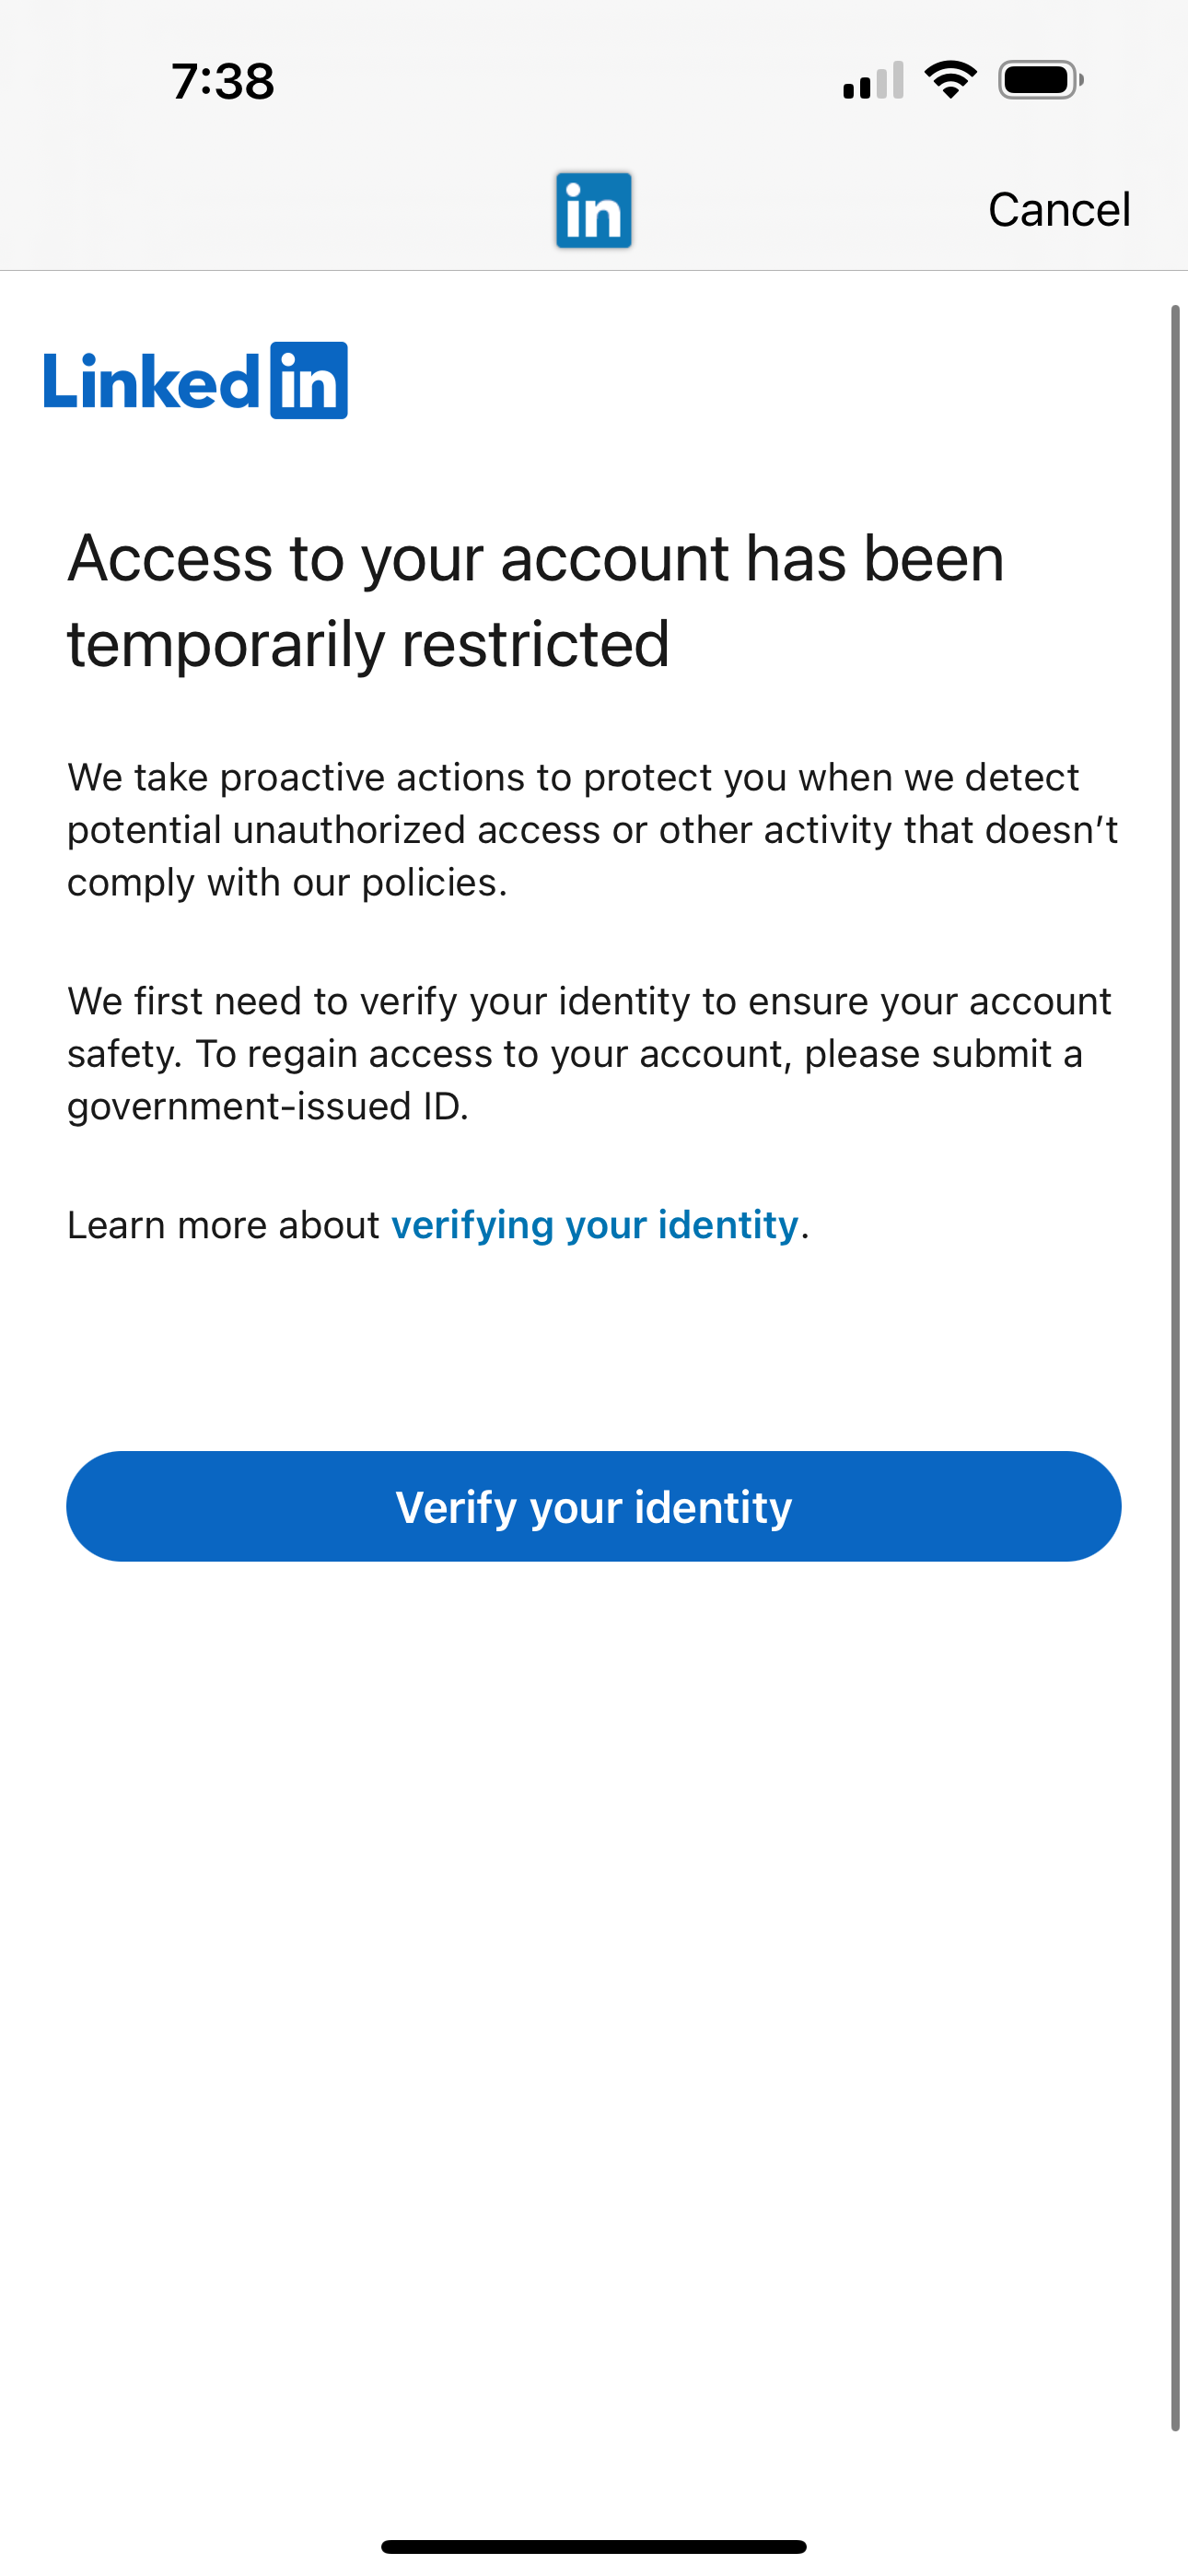 7:38
in
Cancel
Linked in
Access to your account has been
temporarily restricted
We take proactive actions to protect you when we detect
potential unauthorized access or other activity that doesn’t
comply with our policies.
We first need to verify your identity to ensure your account
safety. To regain access to your account, please submit a
government-issued ID.
Learn more about verifying your identity.
Verify your identity